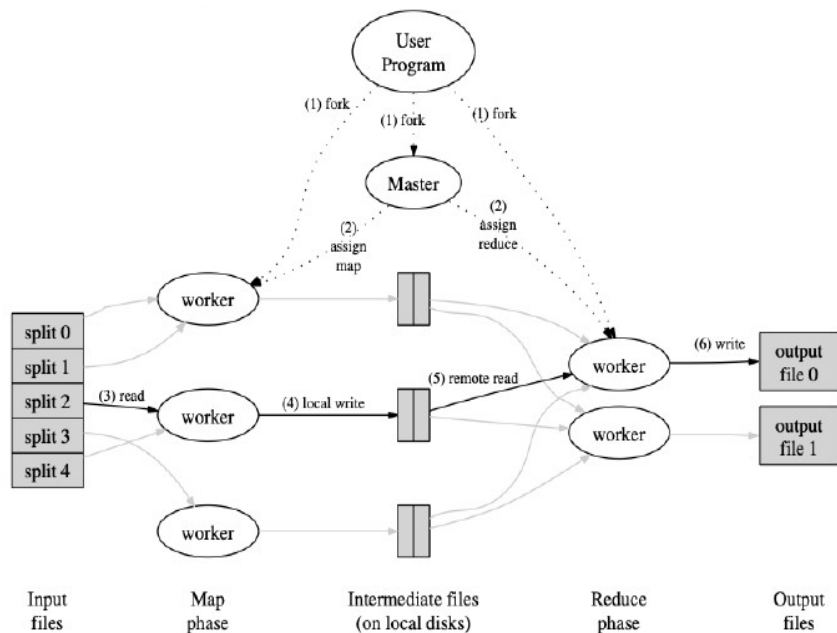 User
Program
(1) fork
(1) fork
(1) fork
Master
(2)
assign
map
(2)
assign
reduce
worker
split 0
split 1
split 2
split 3
split 4
(3) read
worker
(4) local write
(5) remote read
worker
(6) write
output
file 0
worker
output
file 1
worker
Input
files
Map
phase
Intermediate files
(on local disks)
Reduce
phase
Output
files